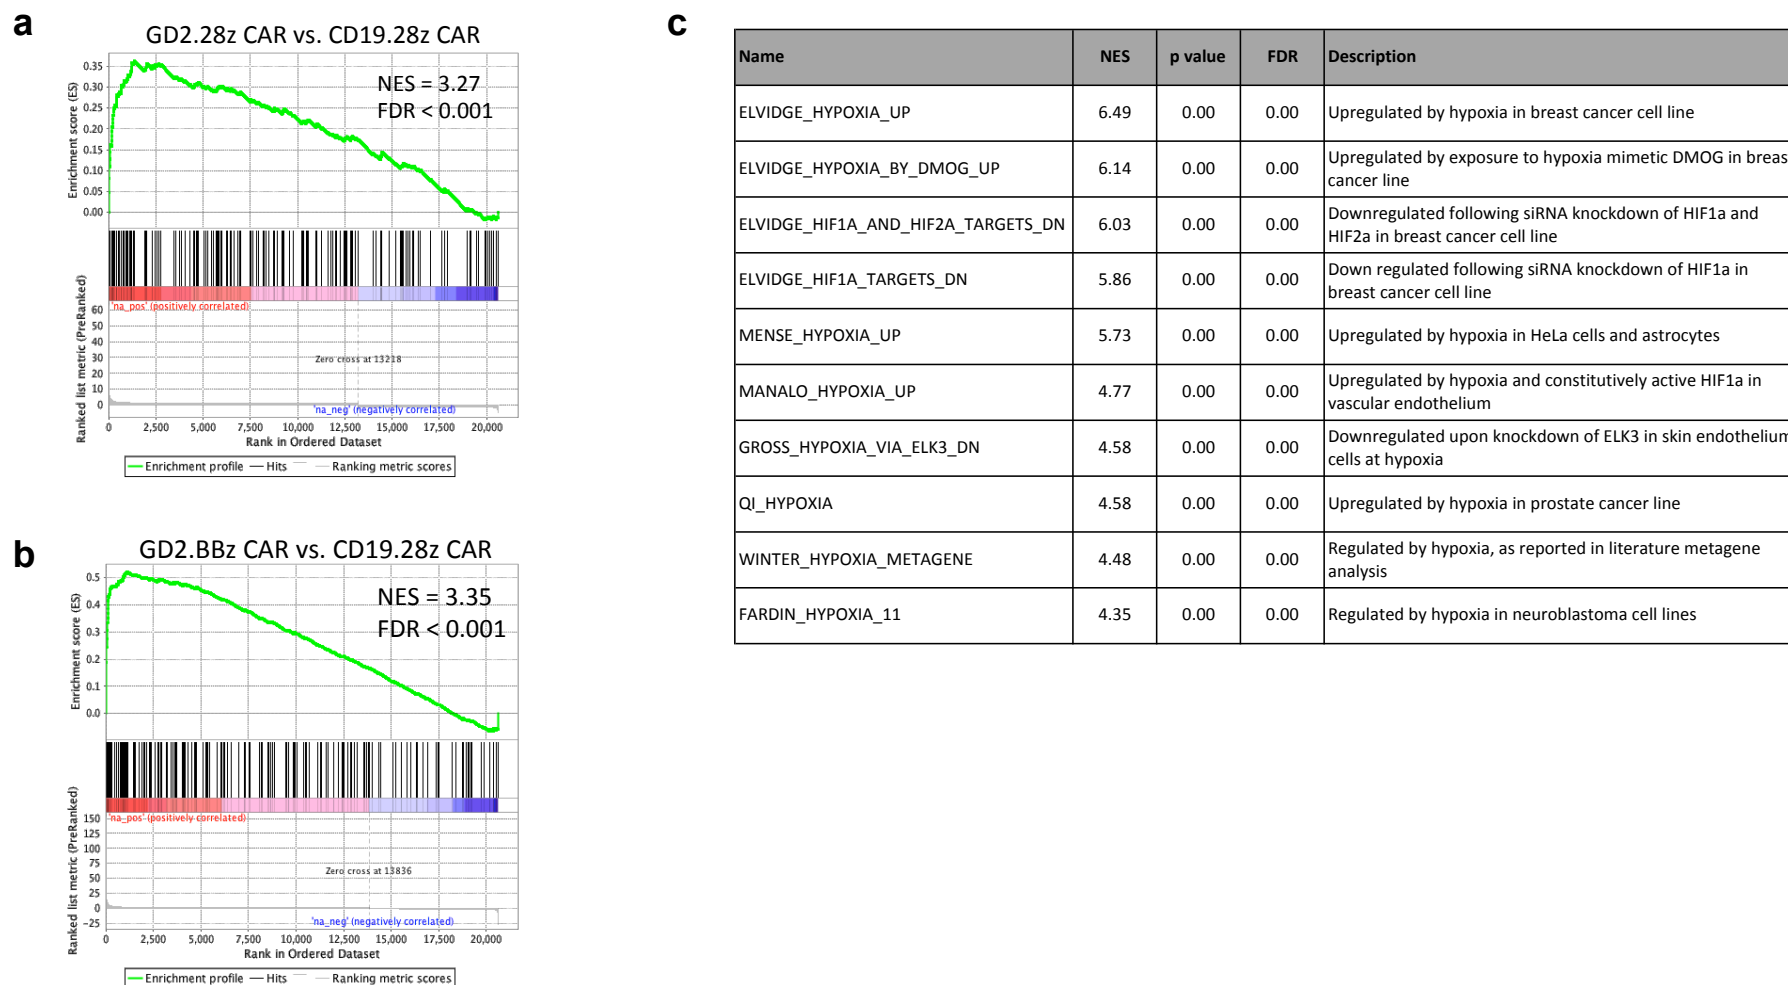 a
GD2.28z CAR vs. CD19.28z CAR
NES = 3.27
FDR < 0.001
Enrichment score (ES)
0.35
0.30
0.25
0.20
0.15
0.10
0.05
0.00
'na_pos' (positively correlated)
Ranked list metric (PreRanked)
60
50
40
30
20
10
0
Zero cross at 13218
'na_neg' (negatively correlated)
0 2,500 5,000 7,500 10,000 12,500 15,000 17,500 20,000
Rank in Ordered Dataset
Enrichment profile Hits Ranking metric scores
b
GD2.BBz CAR vs. CD19.28z CAR
NES = 3.35
FDR < 0.001
Enrichment score (ES)
0.5
0.4
0.3
0.2
0.1
0.0
'na_pos' (positively correlated)
Ranked list metric (PreRanked)
150
125
100
75
50
25
0
-25
Zero cross at 13836
'na_neg' (negatively correlated)
0 2,500 5,000 7,500 10,000 12,500 15,000 17,500 20,000
Rank in Ordered Dataset
Enrichment profile Hits Ranking metric scores
c
Name NES p value FDR Description
ELVIDGE_HYPOXIA_UP 6.49 0.00 0.00 Upregulated by hypoxia in breast cancer cell line
ELVIDGE_HYPOXIA_BY_DMOG_UP 6.14 0.00 0.00 Upregulated by exposure to hypoxia mimetic DMOG in breas
cancer line
ELVIDGE_HIF1A_AND_HIF2A_TARGETS_DN 6.03 0.00 0.00 Downregulated following siRNA knockdown of HIF1a and
HIF2a in breast cancer cell line
ELVIDGE_HIF1A_TARGETS_DN 5.86 0.00 0.00 Down regulated following siRNA knockdown of HIF1a in
breast cancer cell line
MENSE_HYPOXIA_UP 5.73 0.00 0.00 Upregulated by hypoxia in HeLa cells and astrocytes
MANALO_HYPOXIA_UP 4.77 0.00 0.00 Upregulated by hypoxia and constitutively active HIF1a in
vascular endothelium
GROSS_HYPOXIA_VIA_ELK3_DN 4.58 0.00 0.00 Downregulated upon knockdown of ELK3 in skin endothelium
cells at hypoxia
QI_HYPOXIA 4.58 0.00 0.00 Upregulated by hypoxia in prostate cancer line
WINTER_HYPOXIA_METAGENE 4.48 0.00 0.00 Regulated by hypoxia, as reported in literature metagene
analysis
FARDIN_HYPOXIA_11 4.35 0.00 0.00 Regulated by hypoxia in neuroblastoma cell lines